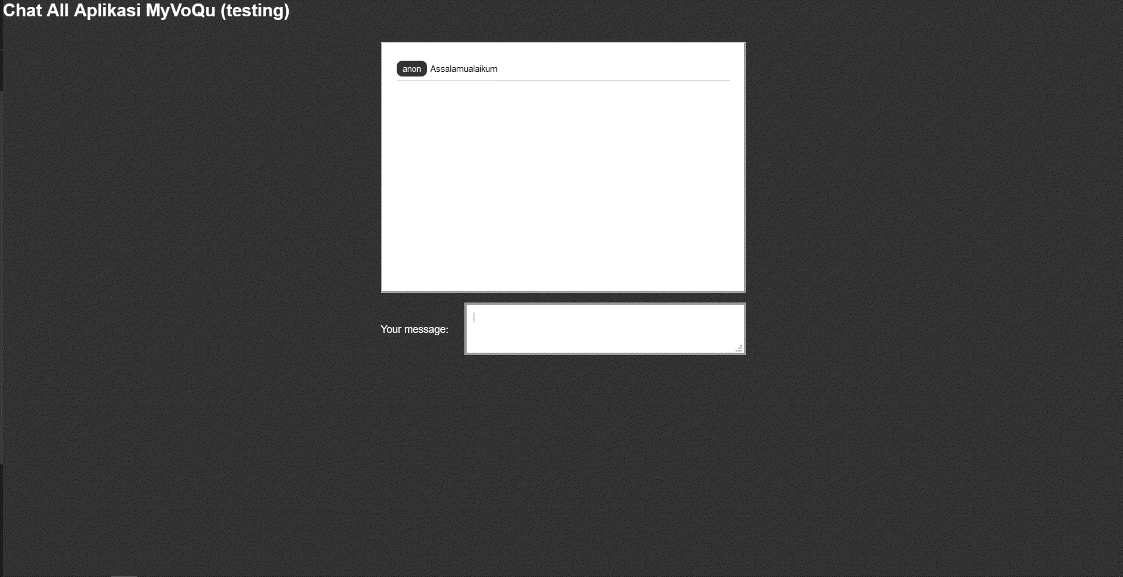 Chat All Aplikasi MyVoQu (testing)
anon Assalamualaikum
Your message: